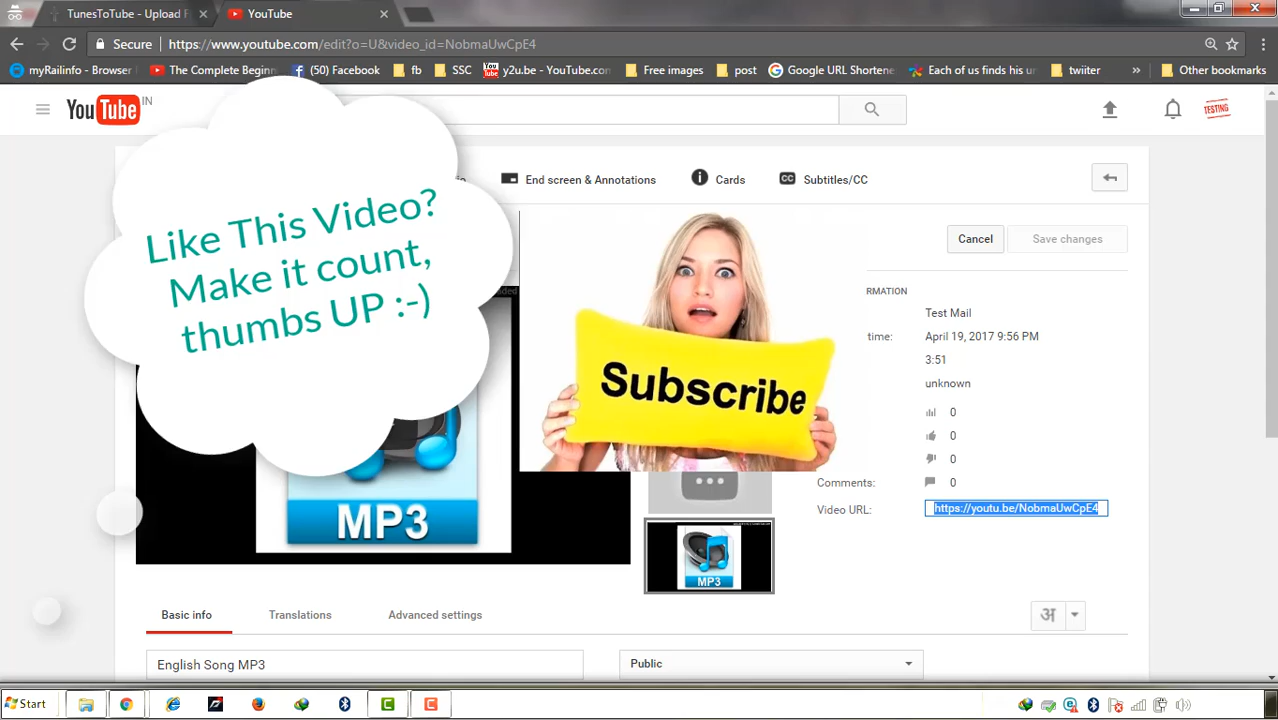 TunesToTube - Upload
YouTube
Secure
https://www.youtube.com/edit?o=U&video_id=NobmaUwCpE4
myRailinfo - Browser
The Complete Beginn
(50) Facebook
fb
SSC
y2u.be - YouTube.co
Free images
post
Google URL Shortene
Each of us finds his u
twiiter
»
Other bookmarks
YouTube IN
TESTING
End screen & Annotations
Cards
CC Subtitles/CC
Like This Video?
Make it count,
thumbs UP :-)
Subscribe
Cancel
Save changes
RMATION
Test Mail
time: April 19, 2017 9:56 PM
3:51
unknown
0
0
0
Comments: 0
Video URL: https://youtu.be/NobmaUwCpE4
MP3
MP3
Basic info
Translations
Advanced settings
अ
English Song MP3
Public
Start